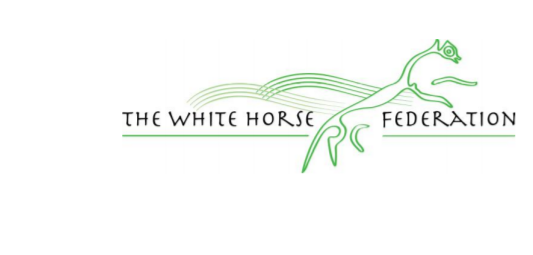 THE WHITE HORSE FEDERATION